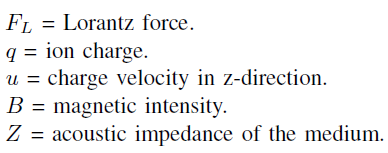 F_L = Lorantz force.
q = ion charge.
u = charge velocity in z-direction.
B = magnetic intensity.
Z = acoustic impedance of the medium.